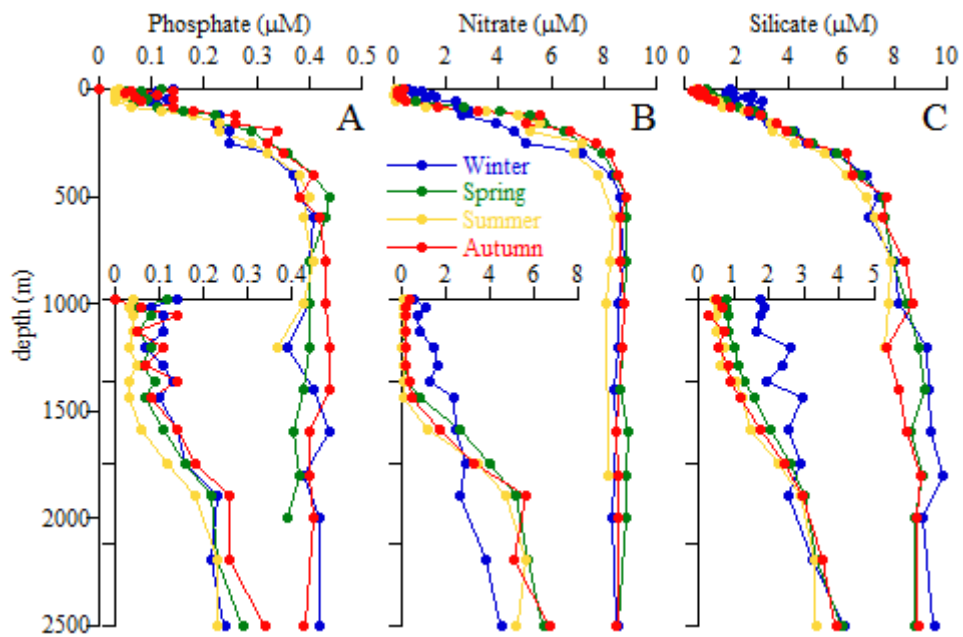 Phosphate (μM) Nitrate (μM) Silicate (μM)
0 0.1 0.2 0.3 0.4 0.5 0 2 4 6 8 10 0 2 4 6 8 10
0
A B C
Winter
Spring
Summer
Autumn
500
0 0.1 0.2 0.3 0.4 0 2 4 6 8 0 1 2 3 4 5
1000
1500
2000
2500
depth (m)